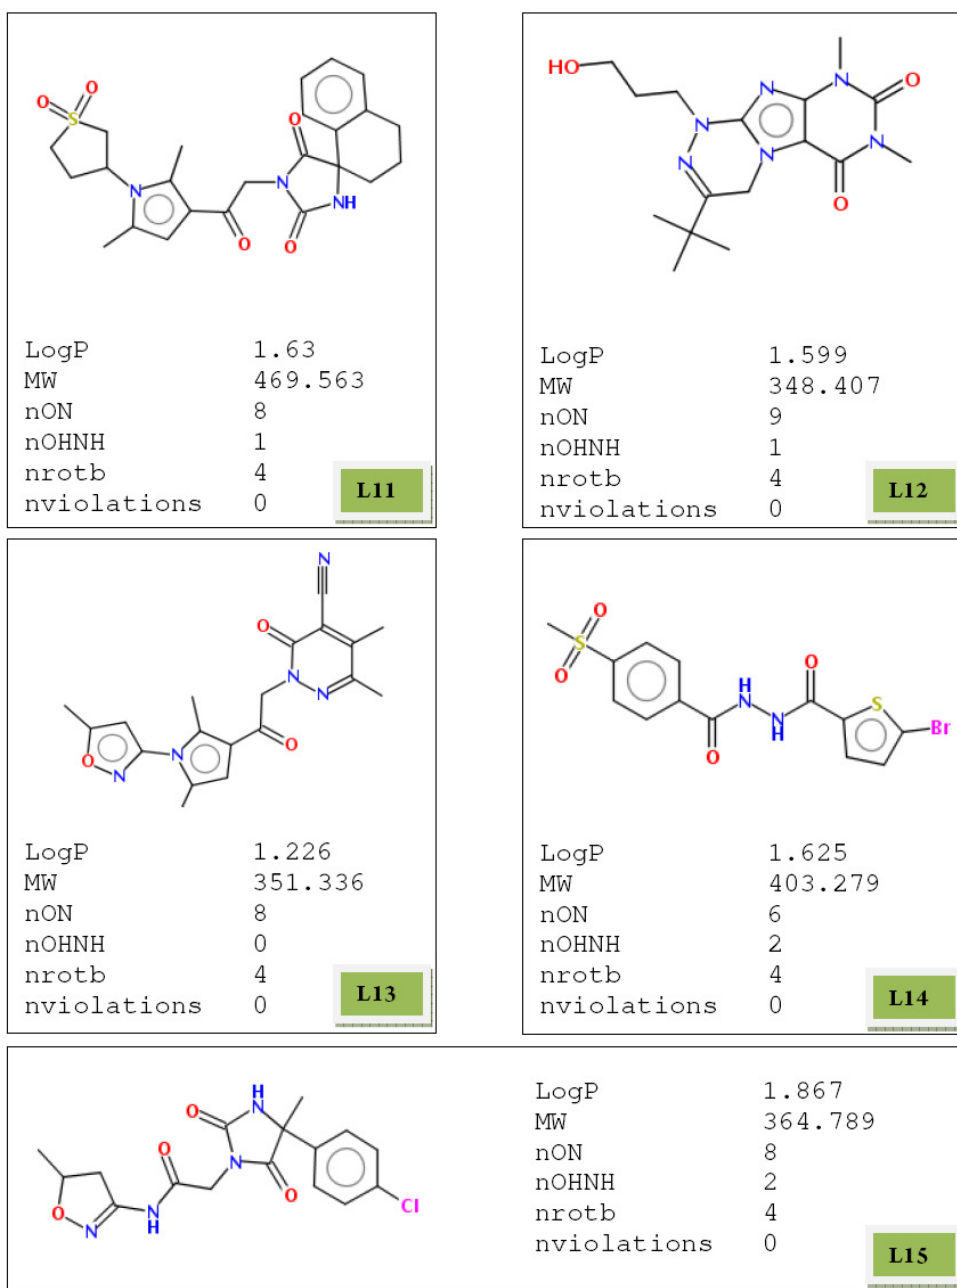 O
O
S
N
O
O
N
NH
O
LogP 1.63
MW 469.563
nON 8
nOHNH 1
nrotb 4
nviolations 0
L11
HO
N
N
O
N
N
N
N
O
LogP 1.599
MW 348.407
nON 9
nOHNH 1
nrotb 4
nviolations 0
L12
N
O
N
N
O
N
O
N
LogP 1.226
MW 351.336
nON 8
nOHNH 0
nrotb 4
nviolations 0
L13
O
S
O
O
H
N
N
H
O
S
Br
LogP 1.625
MW 403.279
nON 6
nOHNH 2
nrotb 4
nviolations 0
L14
H
N
O
O
N
O
O
N
N
H
Cl
LogP 1.867
MW 364.789
nON 8
nOHNH 2
nrotb 4
nviolations 0
L15